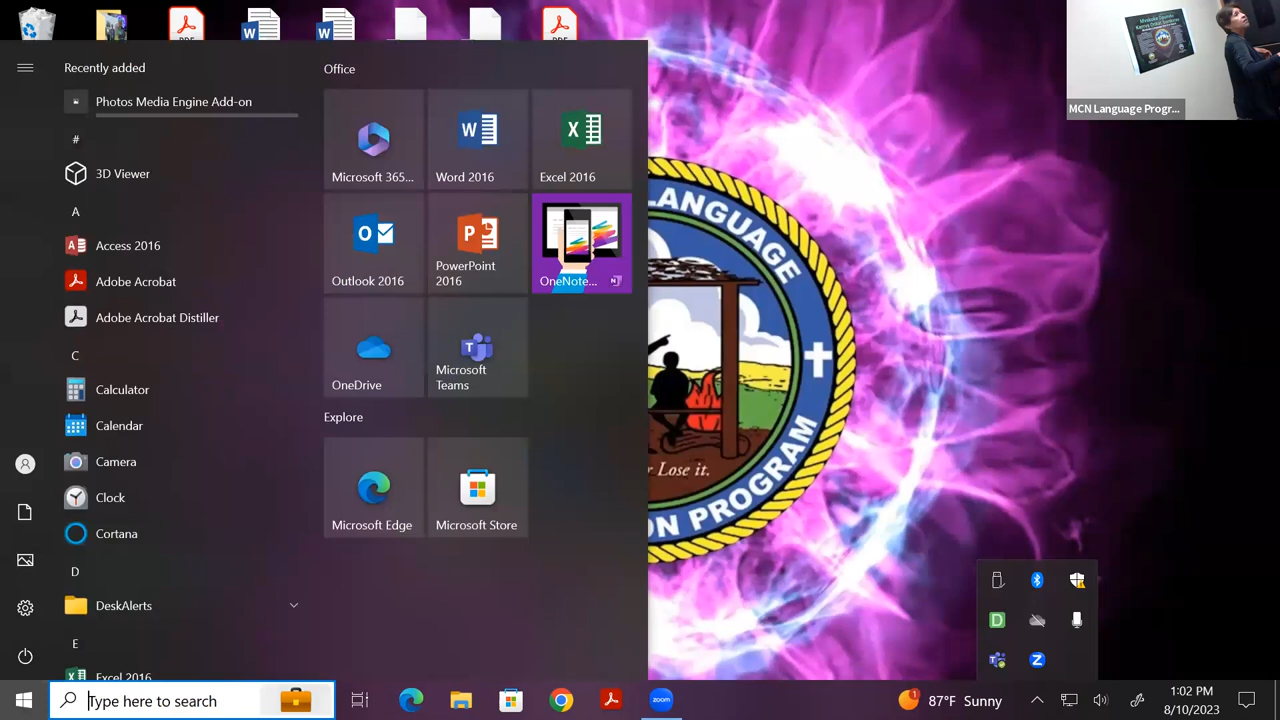 Recently added
Photos Media Engine Add-on
#
3D Viewer
A
Access 2016
Adobe Acrobat
Adobe Acrobat Distiller
C
Calculator
Calendar
Camera
Clock
Cortana
D
DeskAlerts
E
Excel 2016
Office
Microsoft 365...
Word 2016
Excel 2016
Outlook 2016
PowerPoint
2016
OneNote...
OneDrive
Microsoft
Teams
Explore
Microsoft Edge
Microsoft Store
LANGUAGE
r Lose it.
ON PROGRAM
MCN Language Progr...
Type here to search
zoom
1
87°F Sunny
1:02 PM
8/10/2023